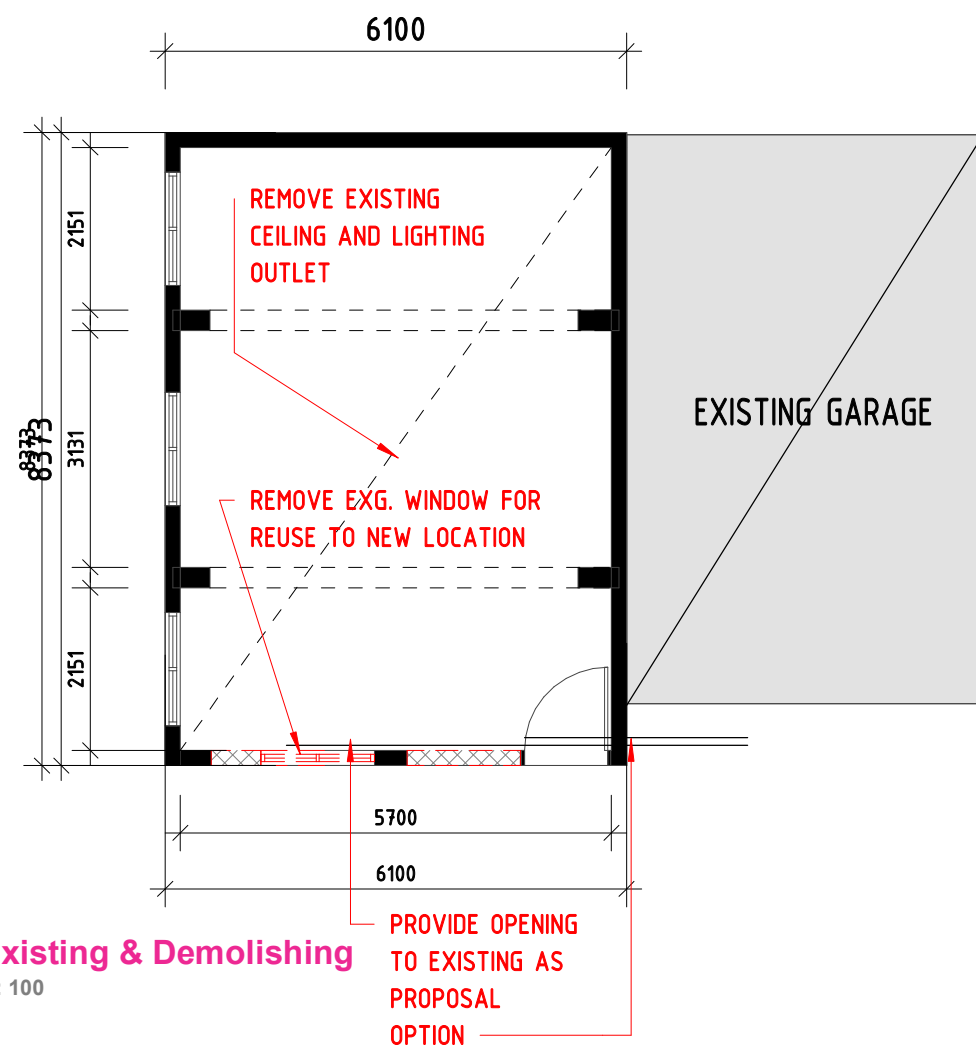 6100
REMOVE EXISTING
CEILING AND LIGHTING
OUTLET
2151
EXISTING GARAGE
8373
8373
3131
REMOVE EXG. WINDOW FOR
REUSE TO NEW LOCATION
2151
5700
6100
PROVIDE OPENING
TO EXISTING AS
PROPOSAL
OPTION
xisting & Demolishing
100